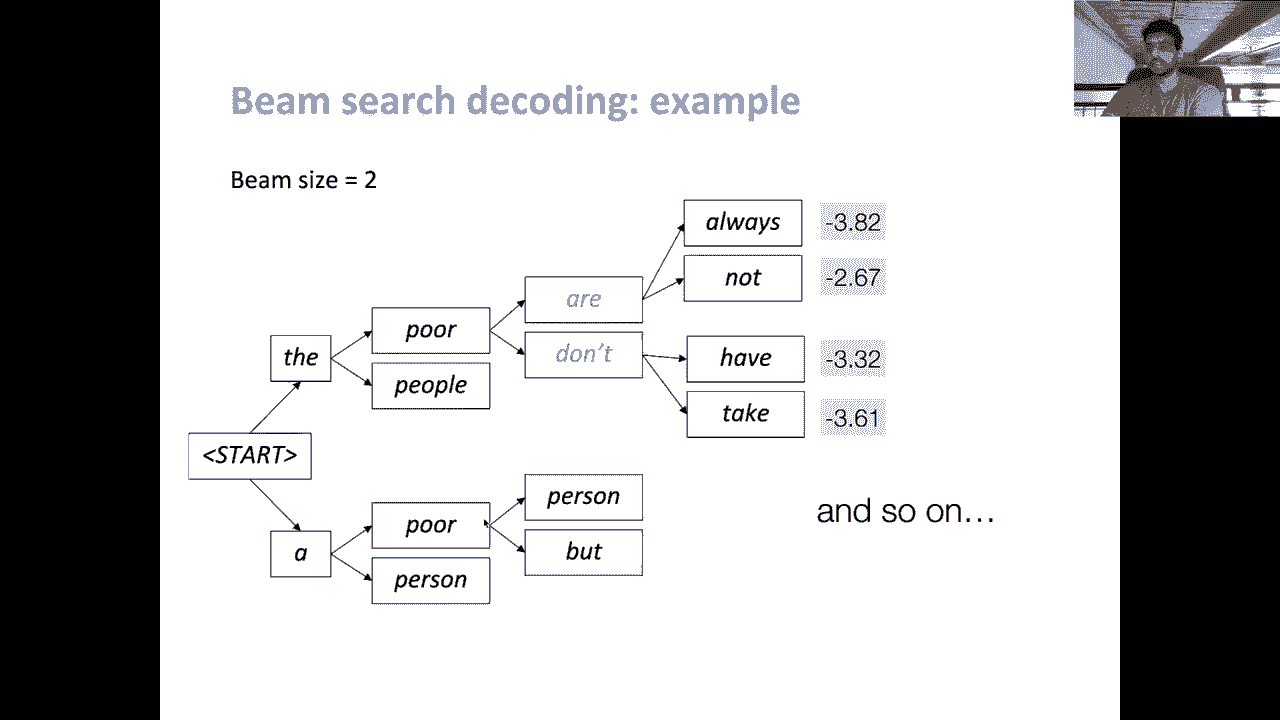 Beam search decoding: example
Beam size = 2
always -3.82
not -2.67
are
don't
have -3.32
take -3.61
the
poor
people
<START>
a
poor
person
person
but
and so on...